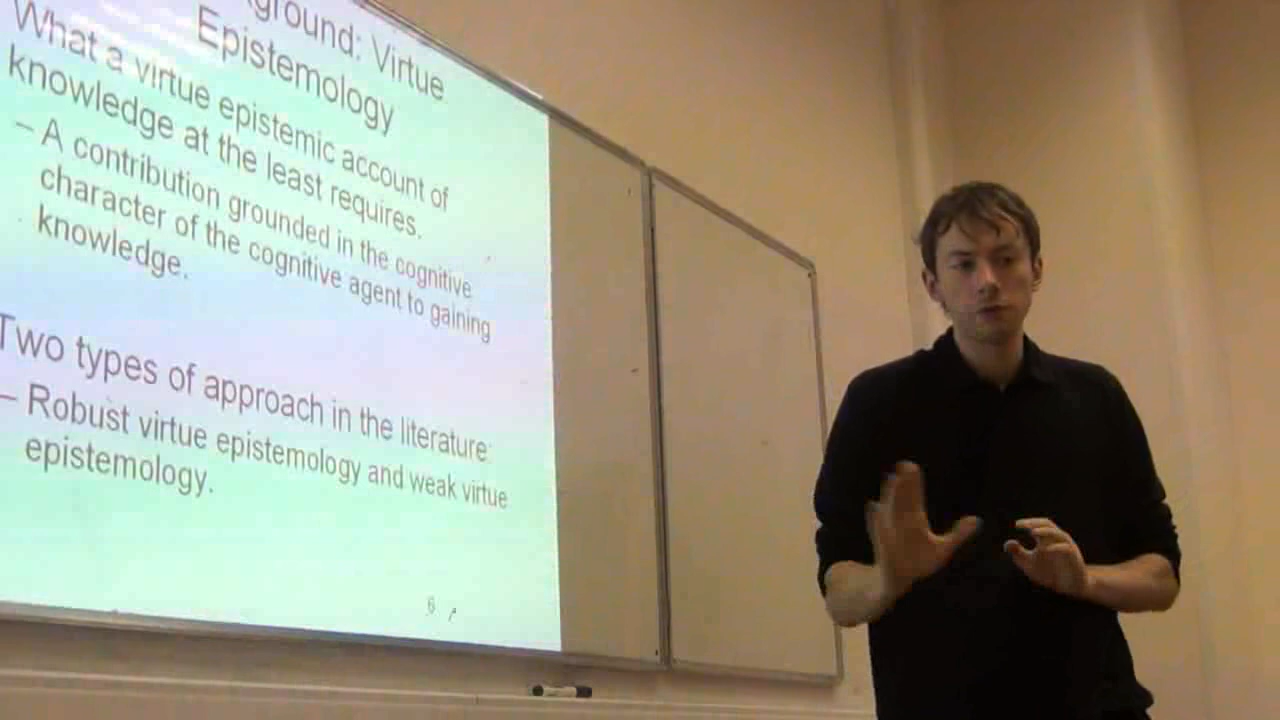 ground: Virtue
Epistemology
What a virtue epistemic account of
knowledge at the least requires.
– A contribution grounded in the cognitive
character of the cognitive agent to gaining
knowledge.
Two types of approach in the literature:
– Robust virtue epistemology and weak virtue
epistemology.
6